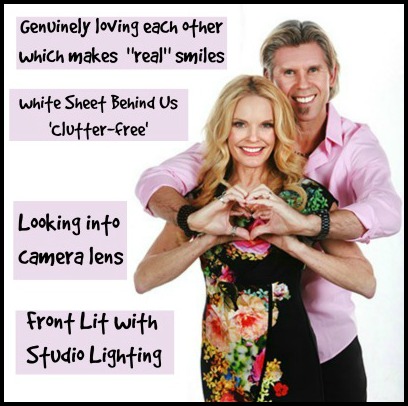 Genuinely loving each other
which makes "real" smiles
White Sheet Behind Us
'Clutter-free'
Looking into
camera lens
Front Lit with
Studio Lighting